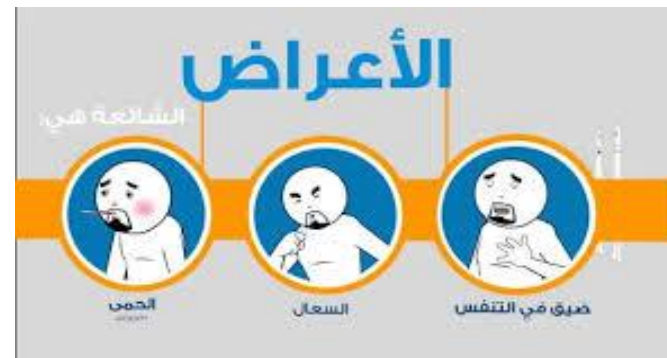 الأعراض
الشائعة هي:
ضيق في التنفس
السعال
الحمى